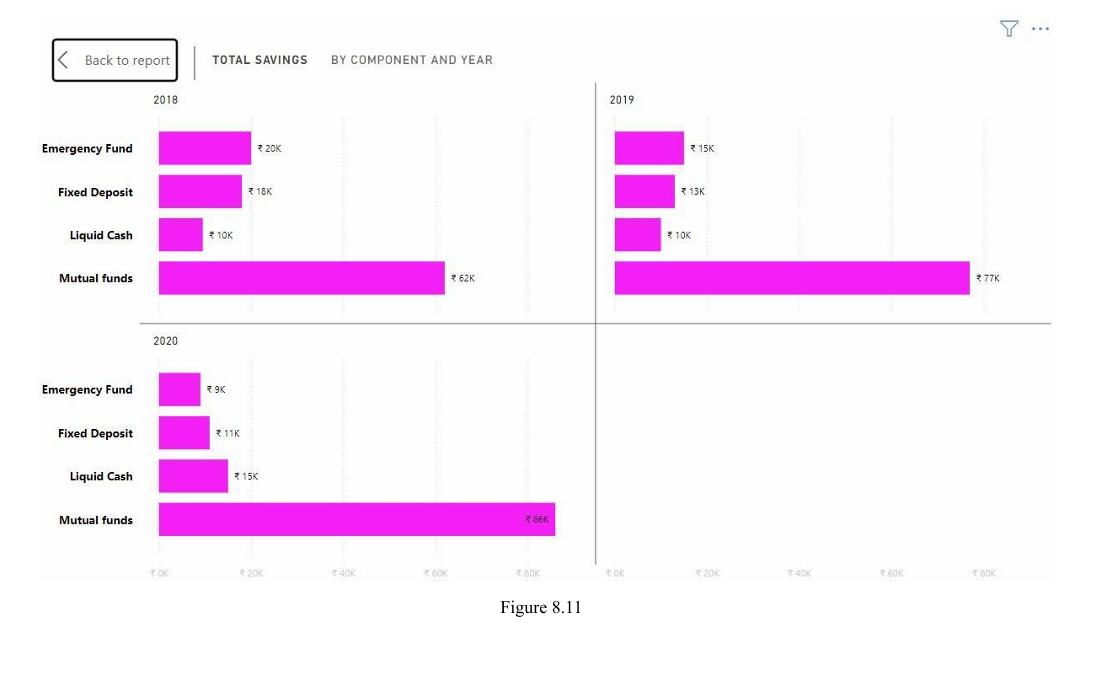 Back to report
TOTAL SAVINGS BY COMPONENT AND YEAR
2018
Emergency Fund ₹ 20K
Fixed Deposit ₹ 18K
Liquid Cash ₹ 10K
Mutual funds ₹ 62K
2019
₹ 15K
₹ 13K
₹ 10K
₹ 77K
2020
Emergency Fund ₹ 9K
Fixed Deposit ₹ 11K
Liquid Cash ₹ 15K
Mutual funds ₹ 86K
₹ 0K ₹ 20K ₹ 40K ₹ 60K ₹ 80K
₹ 0K ₹ 20K ₹ 40K ₹ 60K ₹ 80K
Figure 8.11